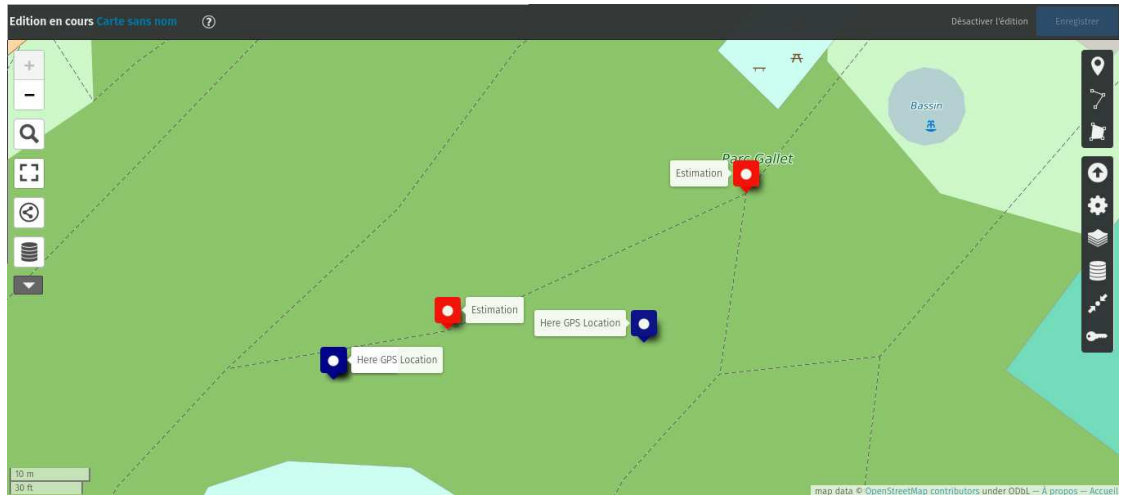 Edition en cours Carte sans nom ?
Désactiver l'édition
Enregistrer
Bassin
Parc Gallet
Estimation
Estimation
Here GPS Location
Here GPS Location
10 m
30 ft
map data © OpenStreetMap contributors under ODbL — À propos — Accueil